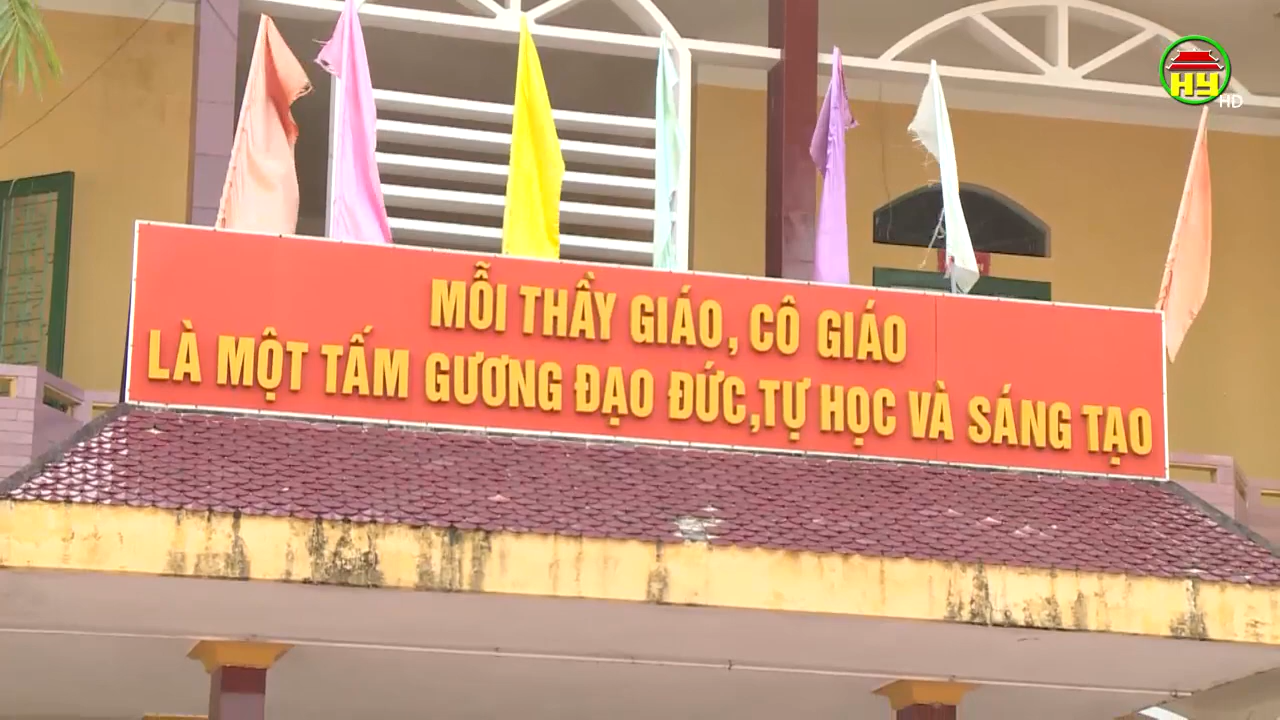 HY
HD
MỖI THẦY GIÁO, CÔ GIÁO
LÀ MỘT TẤM GƯƠNG ĐẠO ĐỨC,TỰ HỌC VÀ SÁNG TẠO